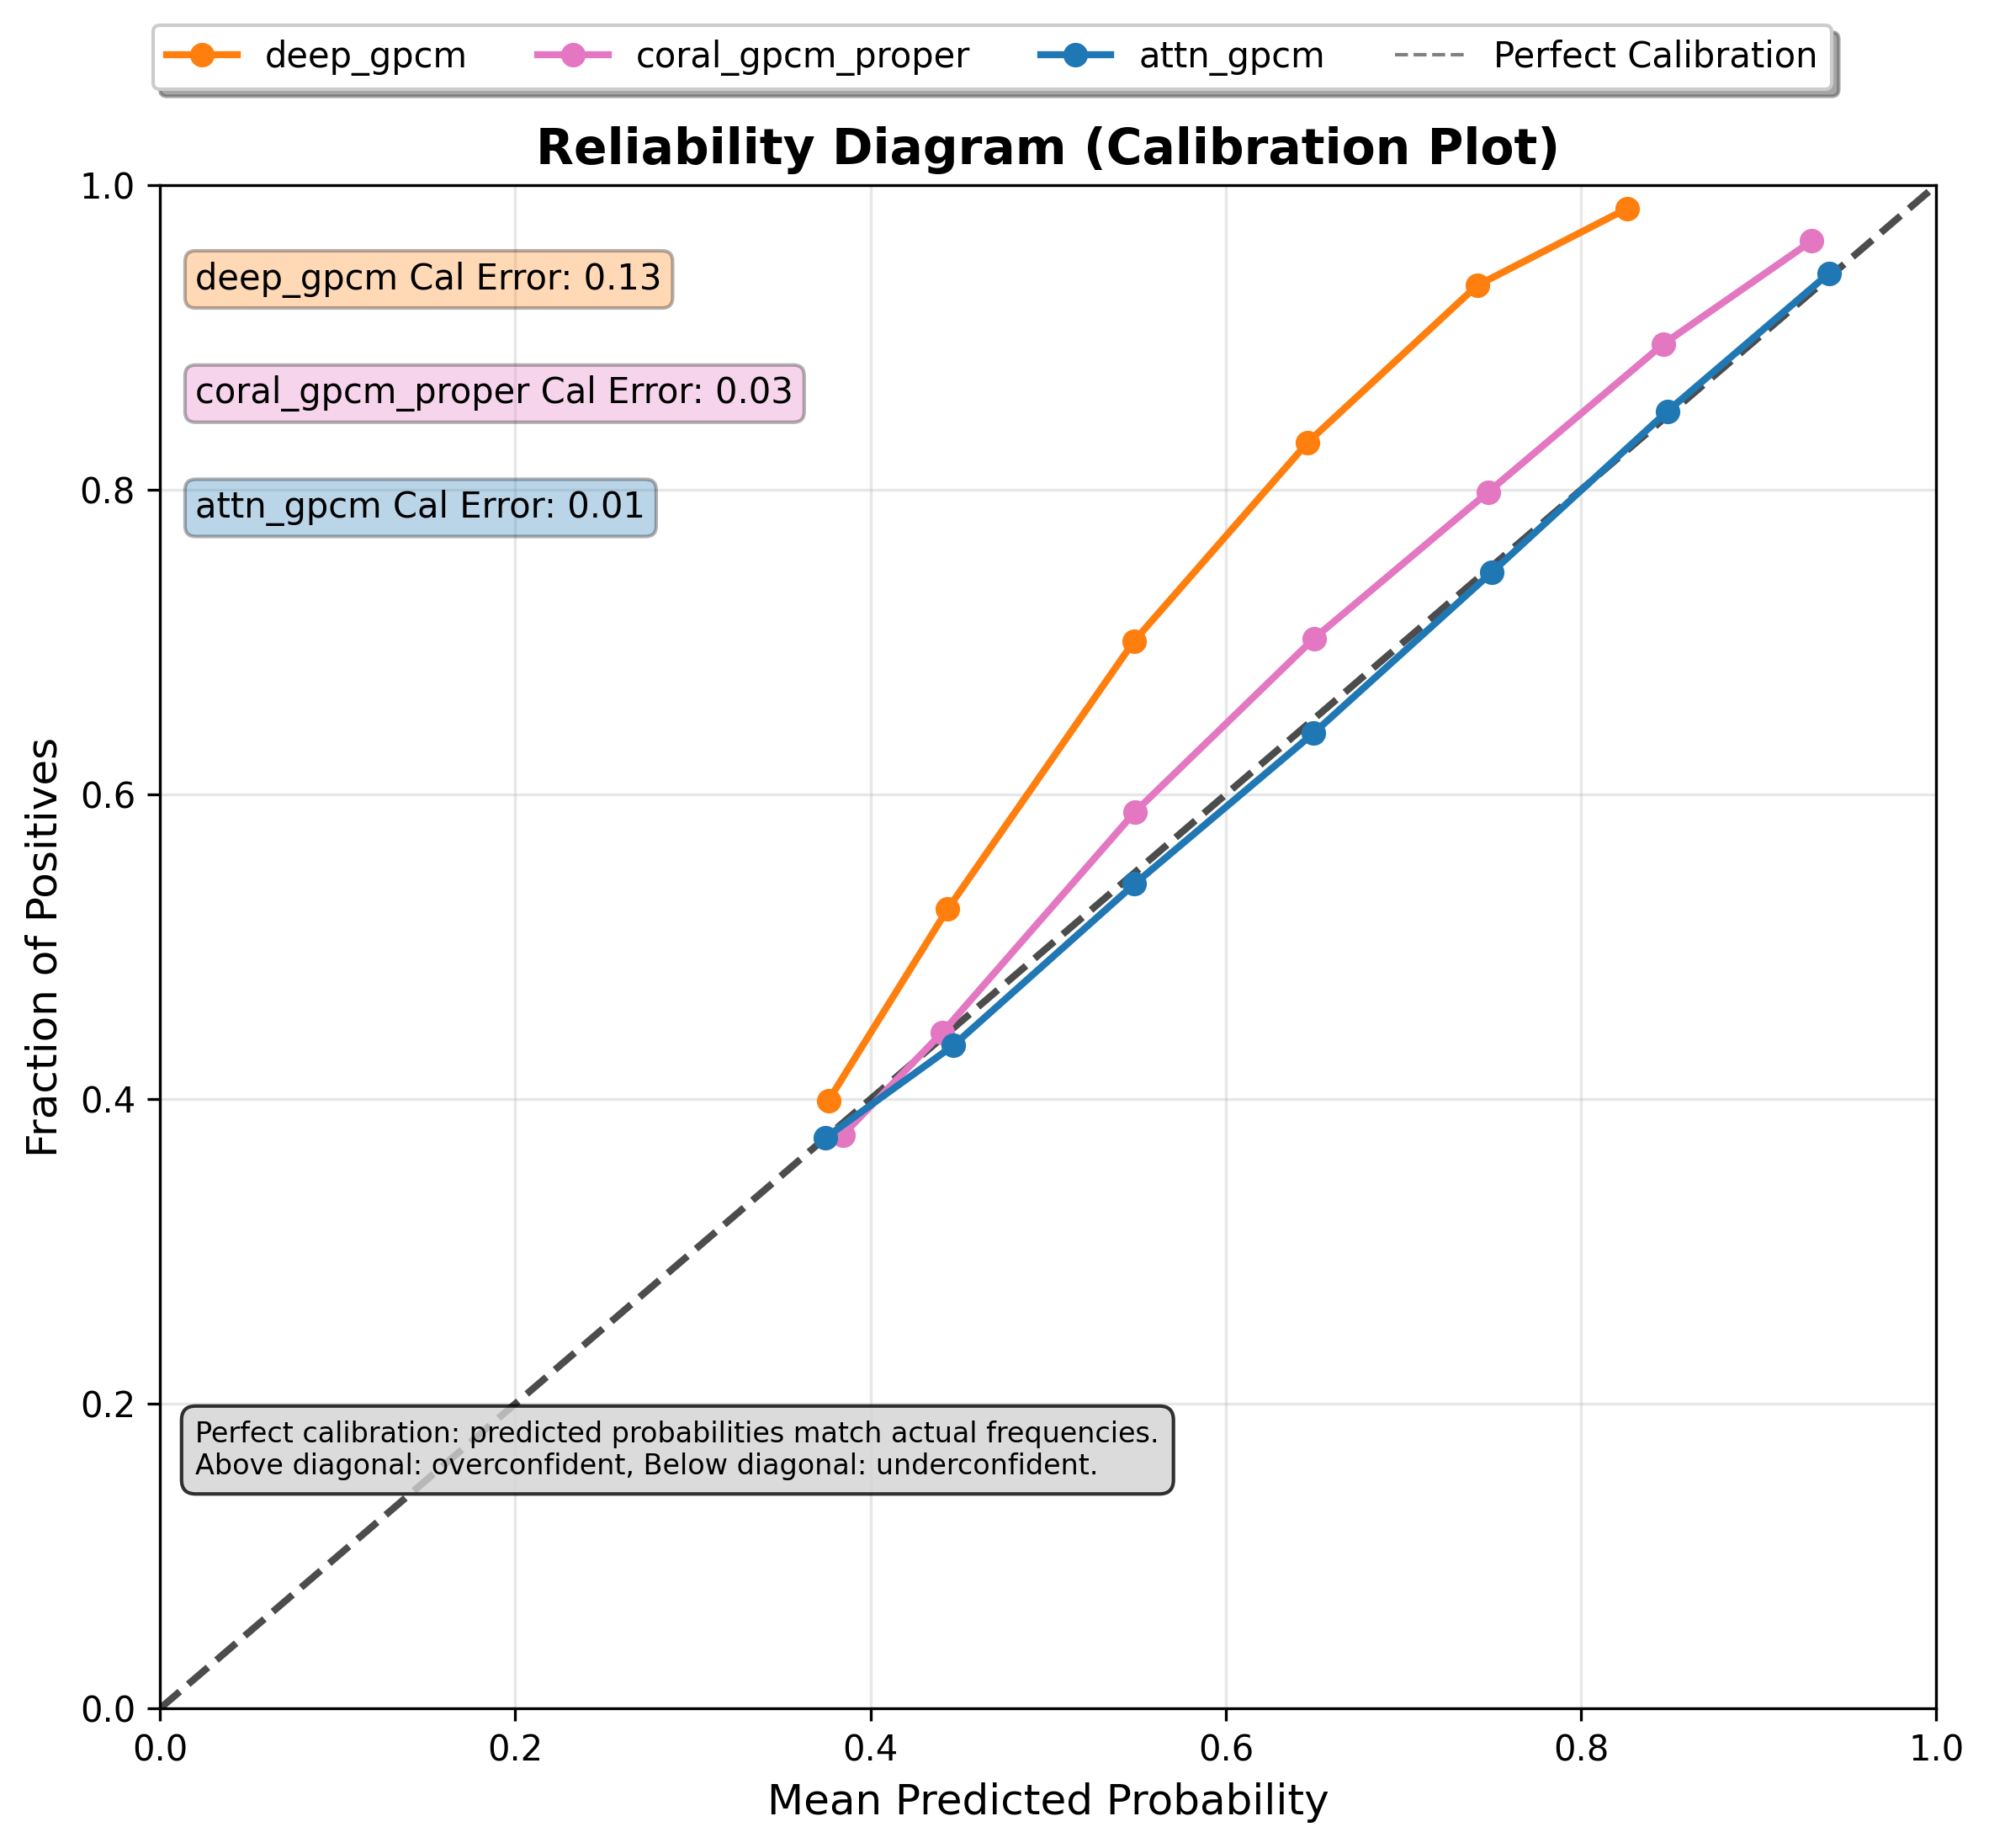 deep_gpcm coral_gpcm_proper attn_gpcm Perfect Calibration
Reliability Diagram (Calibration Plot)
1.0
deep_gpcm Cal Error: 0.13
coral_gpcm_proper Cal Error: 0.03
attn_gpcm Cal Error: 0.01
0.8
0.6
Fraction of Positives
0.4
0.2
Perfect calibration: predicted probabilities match actual frequencies.
Above diagonal: overconfident, Below diagonal: underconfident.
0.0
0.0 0.2 0.4 0.6 0.8 1.0
Mean Predicted Probability